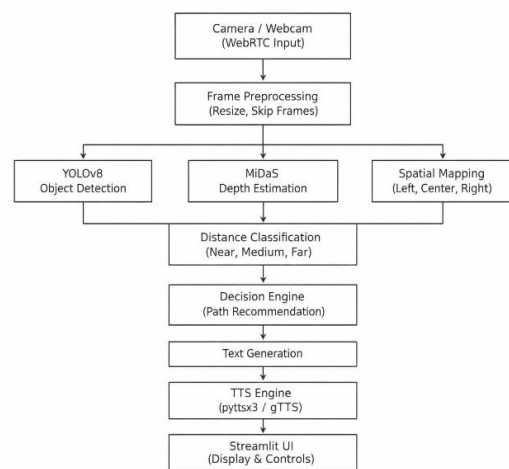 Camera / Webcam
(WebRTC Input)
Frame Preprocessing
(Resize, Skip Frames)
YOLOv8
Object Detection
MiDaS
Depth Estimation
Spatial Mapping
(Left, Center, Right)
Distance Classification
(Near, Medium, Far)
Decision Engine
(Path Recommendation)
Text Generation
TTS Engine
(pyttsx3 / gTTS)
Streamlit UI
(Display & Controls)